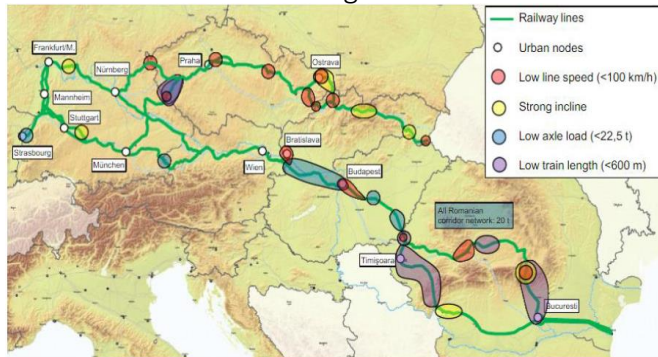 Frankfurt/M.
Nürnberg
Praha
Ostrava
Mannheim
Stuttgart
Strasbourg
München
Wien
Bratislava
Budapest
All Romanian
corridor network: 20 t
Timişoara
Bucureşti
Railway lines
Urban nodes
Low line speed (<100 km/h)
Strong incline
Low axle load (<22,5 t)
Low train length (<600 m)